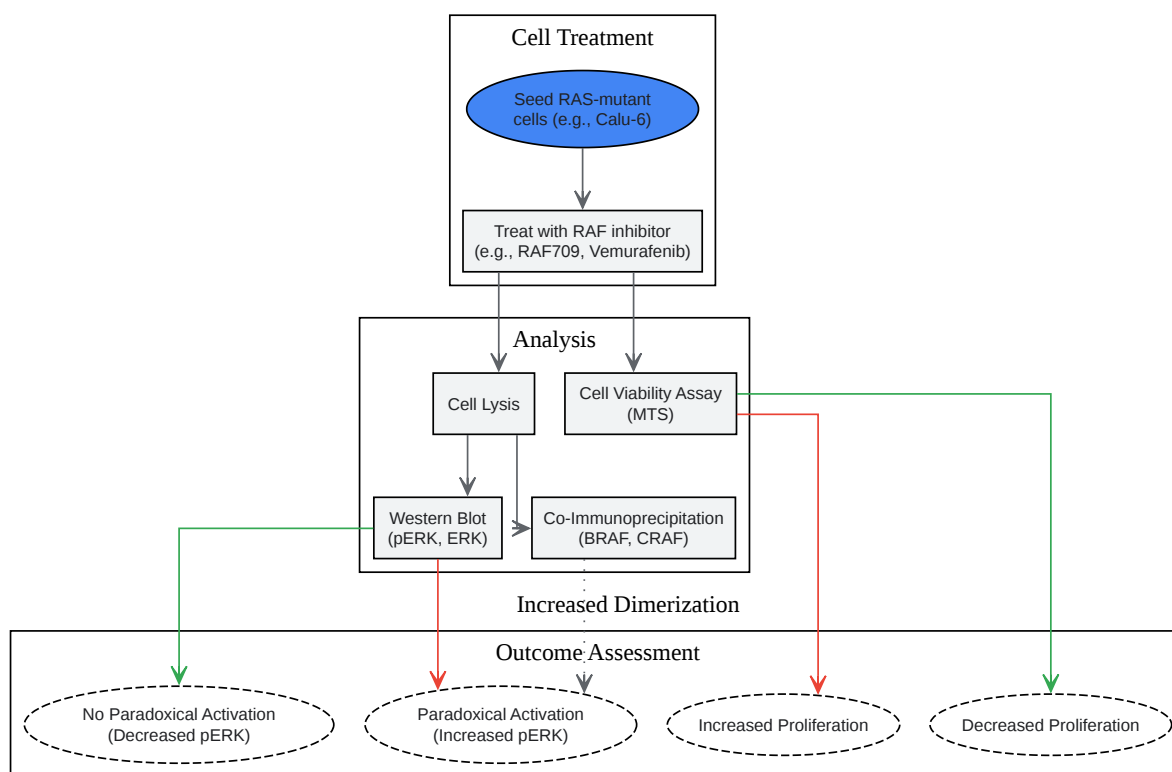 Cell Treatment
Seed RAS-mutant
cells (e.g., Calu-6)
Treat with RAF inhibitor
(e.g., RAF709, Vemurafenib)
Analysis
Cell Lysis
Cell Viability Assay
(MTS)
Western Blot
(pERK, ERK)
Co-Immunoprecipitation
(BRAF, CRAF)
Increased Dimerization
Outcome Assessment
No Paradoxical Activation
(Decreased pERK)
Paradoxical Activation
(Increased pERK)
Increased Proliferation
Decreased Proliferation